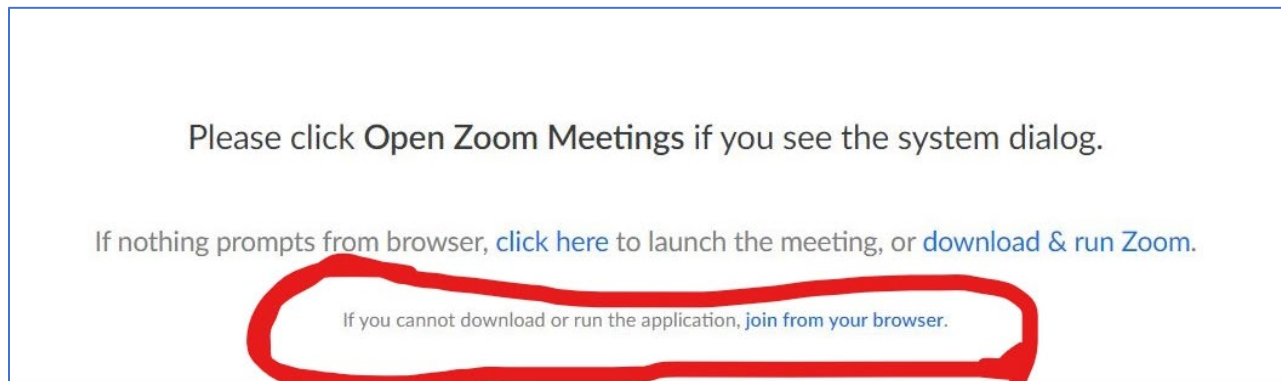 Please click Open Zoom Meetings if you see the system dialog.
If nothing prompts from browser, click here to launch the meeting, or download & run Zoom.
If you cannot download or run the application, join from your browser.